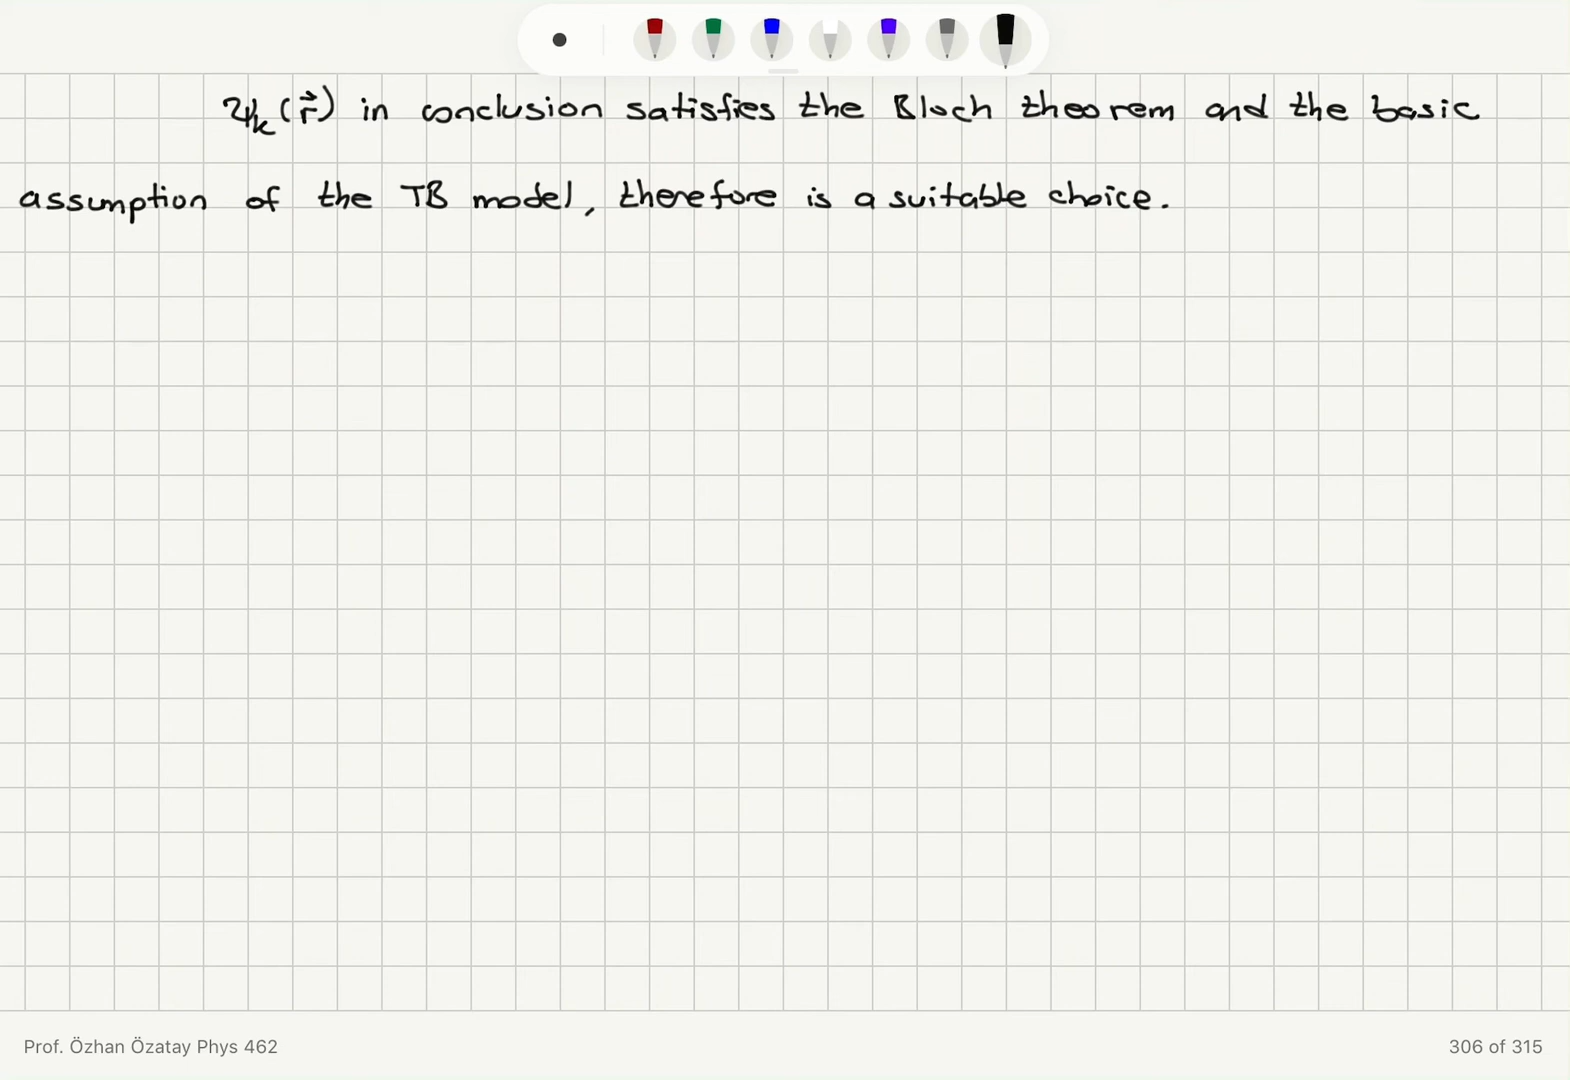 ψₖ(r⃗) in conclusion satisfies the Bloch theorem and the basic
assumption of the TB model, therefore is a suitable choice.
Prof. Özhan Özatay Phys 462
306 of 315